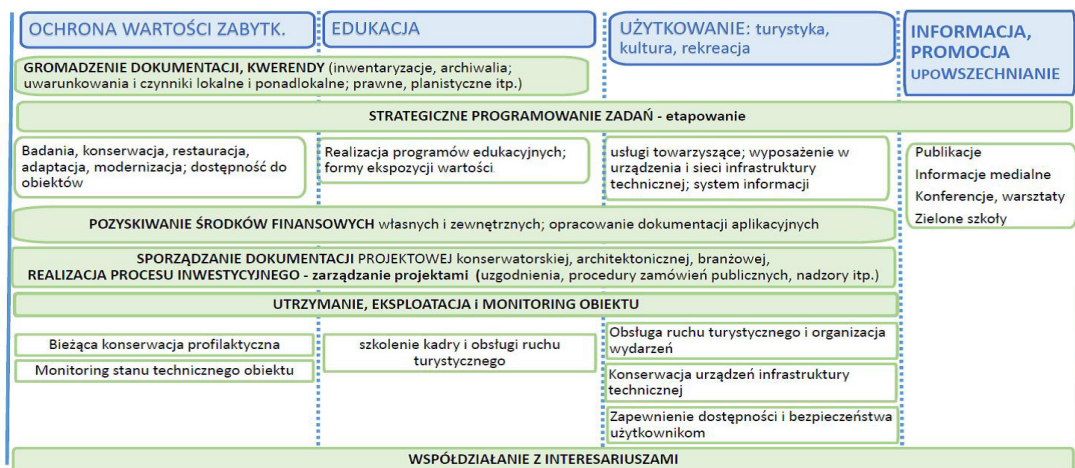 OCHRONA WARTOŚCI ZABYTK.
EDUKACJA
UŻYTKOWANIE: turystyka,
kultura, rekreacja
INFORMACJA,
PROMOCJA
UPOWSZECHNIANIE
GROMADZENIE DOKUMENTACJI, KWERENDY (inwentaryzacje, archiwalia;
uwarunkowania i czynniki lokalne i ponadlokalne; prawne, planistyczne itp.)
STRATEGICZNE PROGRAMOWANIE ZADAŃ - etapowanie
Badania, konserwacja, restauracja,
adaptacja, modernizacja; dostępność do
obiektów
Realizacja programów edukacyjnych;
formy ekspozycji wartości
usługi towarzyszące; wyposażenie w
urządzenia i sieci infrastruktury
technicznej; system informacji
Publikacje
Informacje medialne
Konferencje, warsztaty
Zielone szkoły
POZYSKIWANIE ŚRODKÓW FINANSOWYCH własnych i zewnętrznych; opracowanie dokumentacji aplikacyjnych
SPORZĄDZANIE DOKUMENTACJI PROJEKTOWEJ konserwatorskiej, architektonicznej, branżowej,
REALIZACJA PROCESU INWESTYCYJNEGO - zarządzanie projektami (uzgodnienia, procedury zamówień publicznych, nadzory itp.)
UTRZYMANIE, EKSPLOATACJA i MONITORING OBIEKTU
Bieżąca konserwacja profilaktyczna
Monitoring stanu technicznego obiektu
szkolenie kadry i obsługi ruchu
turystycznego
Obsługa ruchu turystycznego i organizacja
wydarzeń
Konserwacja urządzeń infrastruktury
technicznej
Zapewnienie dostępności i bezpieczeństwa
użytkownikom
WSPÓŁDZIAŁANIE Z INTERESARIUSZAMI